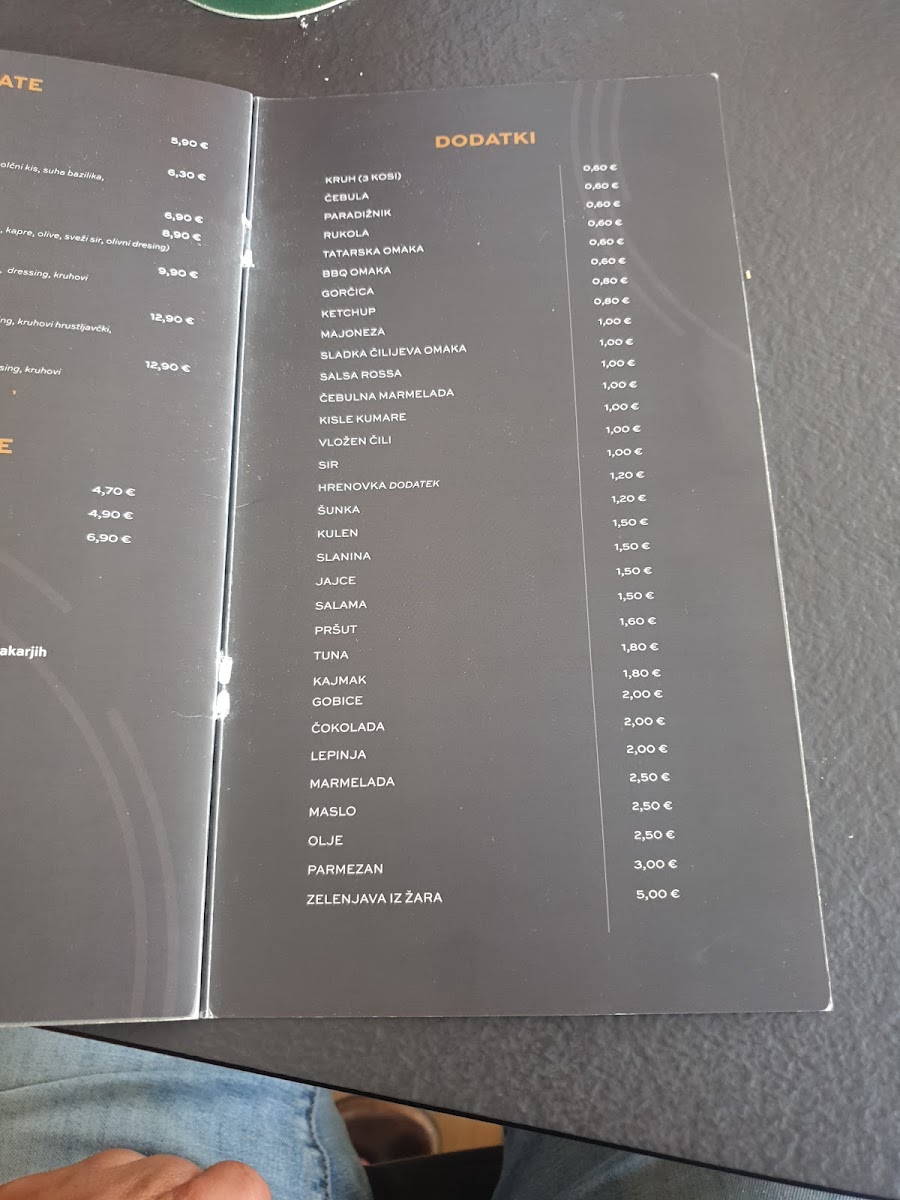 ATE
5,90 €
olčni kis, suha bazilika,
6,30 €
6,90 €
8,90 €
, kapre, olive, sveži sir, olivni dresing)
9,90 €
, dressing, kruhovi
12,90 €
ng, kruhovi hrustljavčki,
12,90 €
sing, kruhovi
E
4,70 €
4,90 €
6,90 €
akarjih
DODATKI
KRUH (3 KOSI) 0,60 €
ČEBULA 0,60 €
PARADIŽNIK 0,60 €
RUKOLA 0,60 €
TATARSKA OMAKA 0,60 €
BBQ OMAKA 0,60 €
GORČICA 0,80 €
KETCHUP 0,80 €
MAJONEZA 1,00 €
SLADKA ČILIJEVA OMAKA 1,00 €
SALSA ROSSA 1,00 €
ČEBULNA MARMELADA 1,00 €
KISLE KUMARE 1,00 €
VLOŽEN ČILI 1,00 €
SIR 1,00 €
HRENOVKA DODATEK 1,20 €
ŠUNKA 1,20 €
KULEN 1,50 €
SLANINA 1,50 €
JAJCE 1,50 €
SALAMA 1,50 €
PRŠUT 1,60 €
TUNA 1,80 €
KAJMAK 1,80 €
GOBICE 2,00 €
ČOKOLADA 2,00 €
LEPINJA 2,00 €
MARMELADA 2,50 €
MASLO 2,50 €
OLJE 2,50 €
PARMEZAN 3,00 €
ZELENJAVA IZ ŽARA 5,00 €